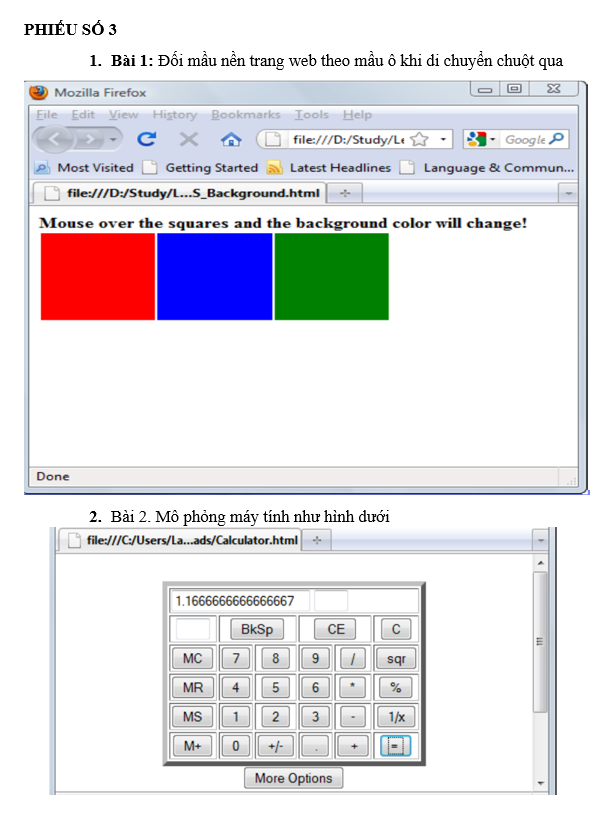 PHIẾU SỐ 3
1. Bài 1: Đổi mầu nền trang web theo mầu ô khi di chuyển chuột qua
Mozilla Firefox
File Edit View History Bookmarks Tools Help
file:///D:/Study/Le
Google
Most Visited Getting Started Latest Headlines Language & Commun...
file:///D:/Study/L...S_Background.html
Mouse over the squares and the background color will change!
Done
2. Bài 2. Mô phỏng máy tính như hình dưới
file:///C:/Users/La...ads/Calculator.html
1.1666666666666667
BkSp CE C
MC 7 8 9 / sqr
MR 4 5 6 * %
MS 1 2 3 - 1/x
M+ 0 +/- . + =
More Options